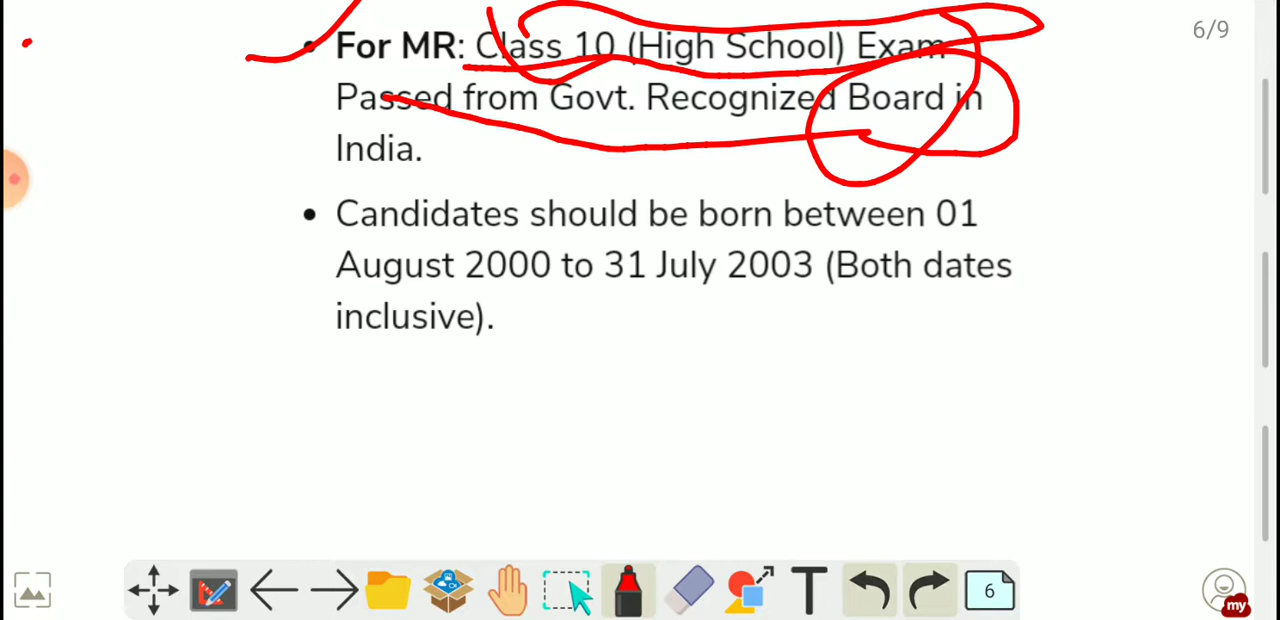 6/9
• For MR: Class 10 (High School) Exam
Passed from Govt. Recognized Board in
India.
• Candidates should be born between 01
August 2000 to 31 July 2003 (Both dates
inclusive).
T
6
my